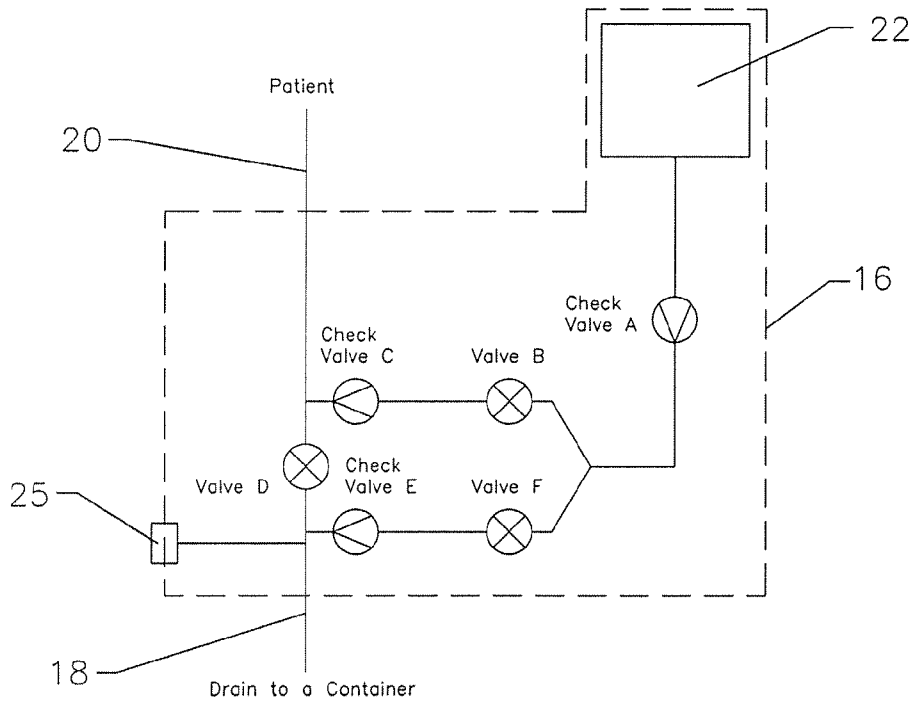 22
Patient
20
16
Check
Valve A
Check
Valve C
Valve B
Check
Valve E
Valve D
Valve F
25
18
Drain to a Container